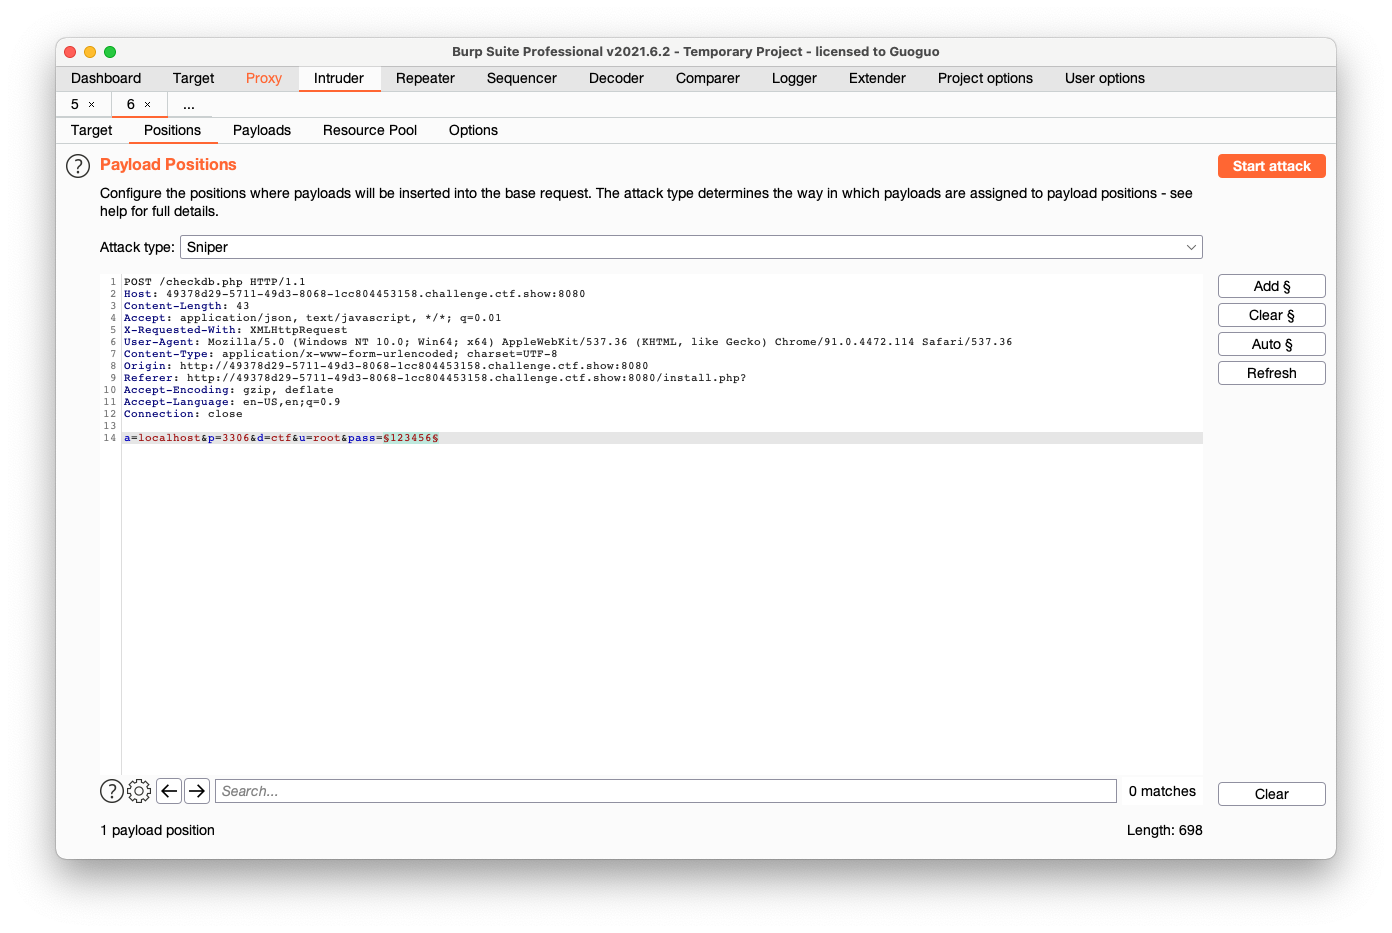 Burp Suite Professional v2021.6.2 - Temporary Project - licensed to Guoguo
Dashboard Target Proxy Intruder Repeater Sequencer Decoder Comparer Logger Extender Project options User options
5 × 6 × ...
Target Positions Payloads Resource Pool Options
? Payload Positions Start attack
Configure the positions where payloads will be inserted into the base request. The attack type determines the way in which payloads are assigned to payload positions - see
help for full details.
Attack type: Sniper
Add §
Clear §
Auto §
Refresh
1 POST /checkdb.php HTTP/1.1
2 Host: 49378d29-5711-49d3-8068-1cc804453158.challenge.ctf.show:8080
3 Content-Length: 43
4 Accept: application/json, text/javascript, */*; q=0.01
5 X-Requested-With: XMLHttpRequest
6 User-Agent: Mozilla/5.0 (Windows NT 10.0; Win64; x64) AppleWebKit/537.36 (KHTML, like Gecko) Chrome/91.0.4472.114 Safari/537.36
7 Content-Type: application/x-www-form-urlencoded; charset=UTF-8
8 Origin: http://49378d29-5711-49d3-8068-1cc804453158.challenge.ctf.show:8080
9 Referer: http://49378d29-5711-49d3-8068-1cc804453158.challenge.ctf.show:8080/install.php?
10 Accept-Encoding: gzip, deflate
11 Accept-Language: en-US,en;q=0.9
12 Connection: close
13
14 a=localhost&p=3306&d=ctf&u=root&pass=§123456§
? Search... 0 matches Clear
1 payload position Length: 698